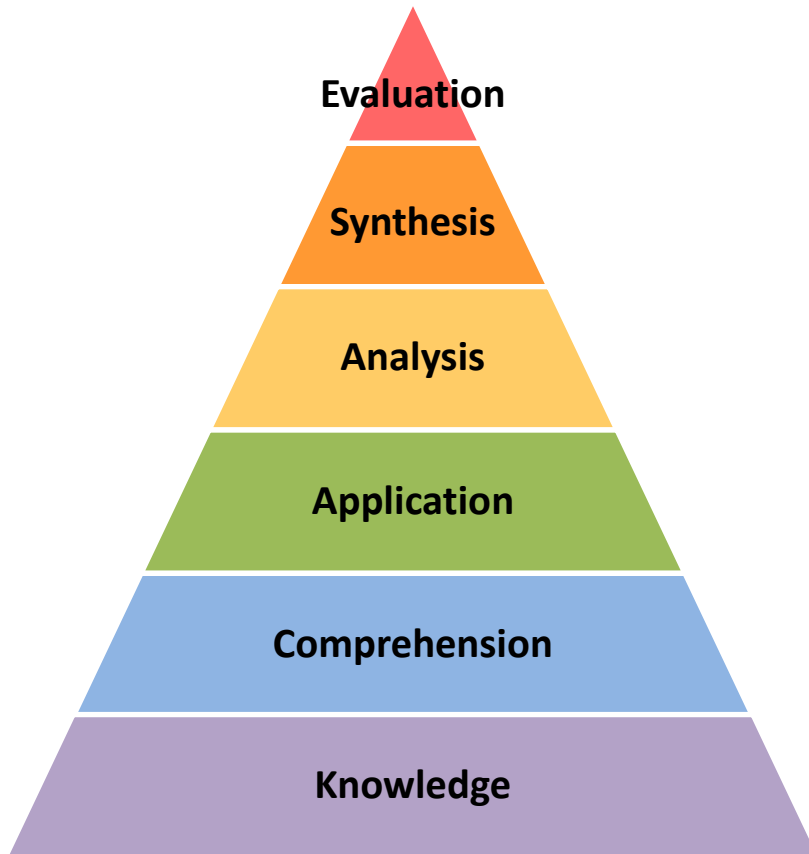 Evaluation
Synthesis
Analysis
Application
Comprehension
Knowledge